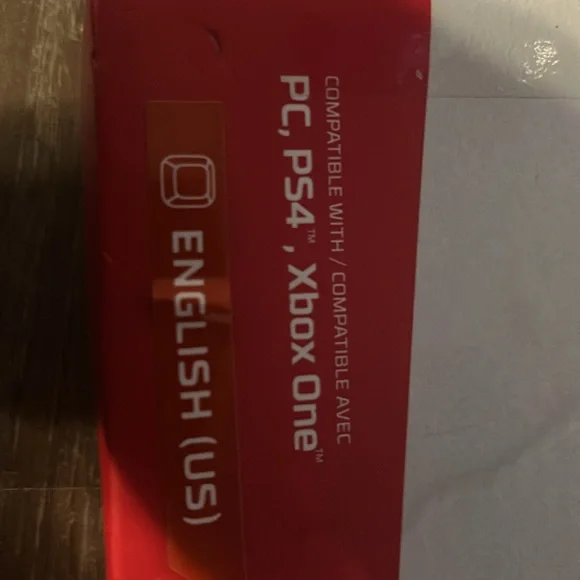 COMPATIBLE WITH / COMPATIBLE AVEC
PC, PS4™, Xbox One™
ENGLISH (US)